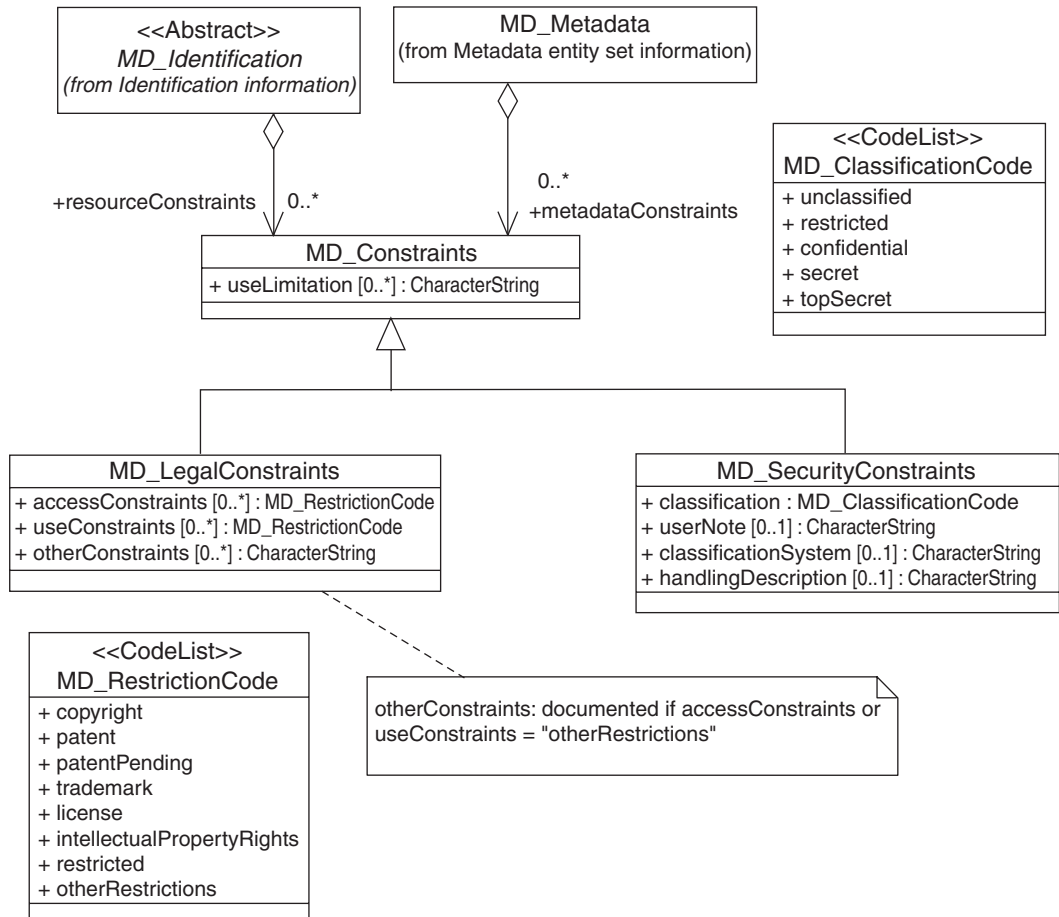 <<Abstract>>
MD_Identification
(from Identification information)
MD_Metadata
(from Metadata entity set information)
+resourceConstraints
0..*
0..*
+metadataConstraints
<<CodeList>>
MD_ClassificationCode
+ unclassified
+ restricted
+ confidential
+ secret
+ topSecret
MD_Constraints
+ useLimitation [0..*] : CharacterString
MD_LegalConstraints
+ accessConstraints [0..*] : MD_RestrictionCode
+ useConstraints [0..*] : MD_RestrictionCode
+ otherConstraints [0..*] : CharacterString
MD_SecurityConstraints
+ classification : MD_ClassificationCode
+ userNote [0..1] : CharacterString
+ classificationSystem [0..1] : CharacterString
+ handlingDescription [0..1] : CharacterString
<<CodeList>>
MD_RestrictionCode
+ copyright
+ patent
+ patentPending
+ trademark
+ license
+ intellectualPropertyRights
+ restricted
+ otherRestrictions
otherConstraints: documented if accessConstraints or
useConstraints = "otherRestrictions"